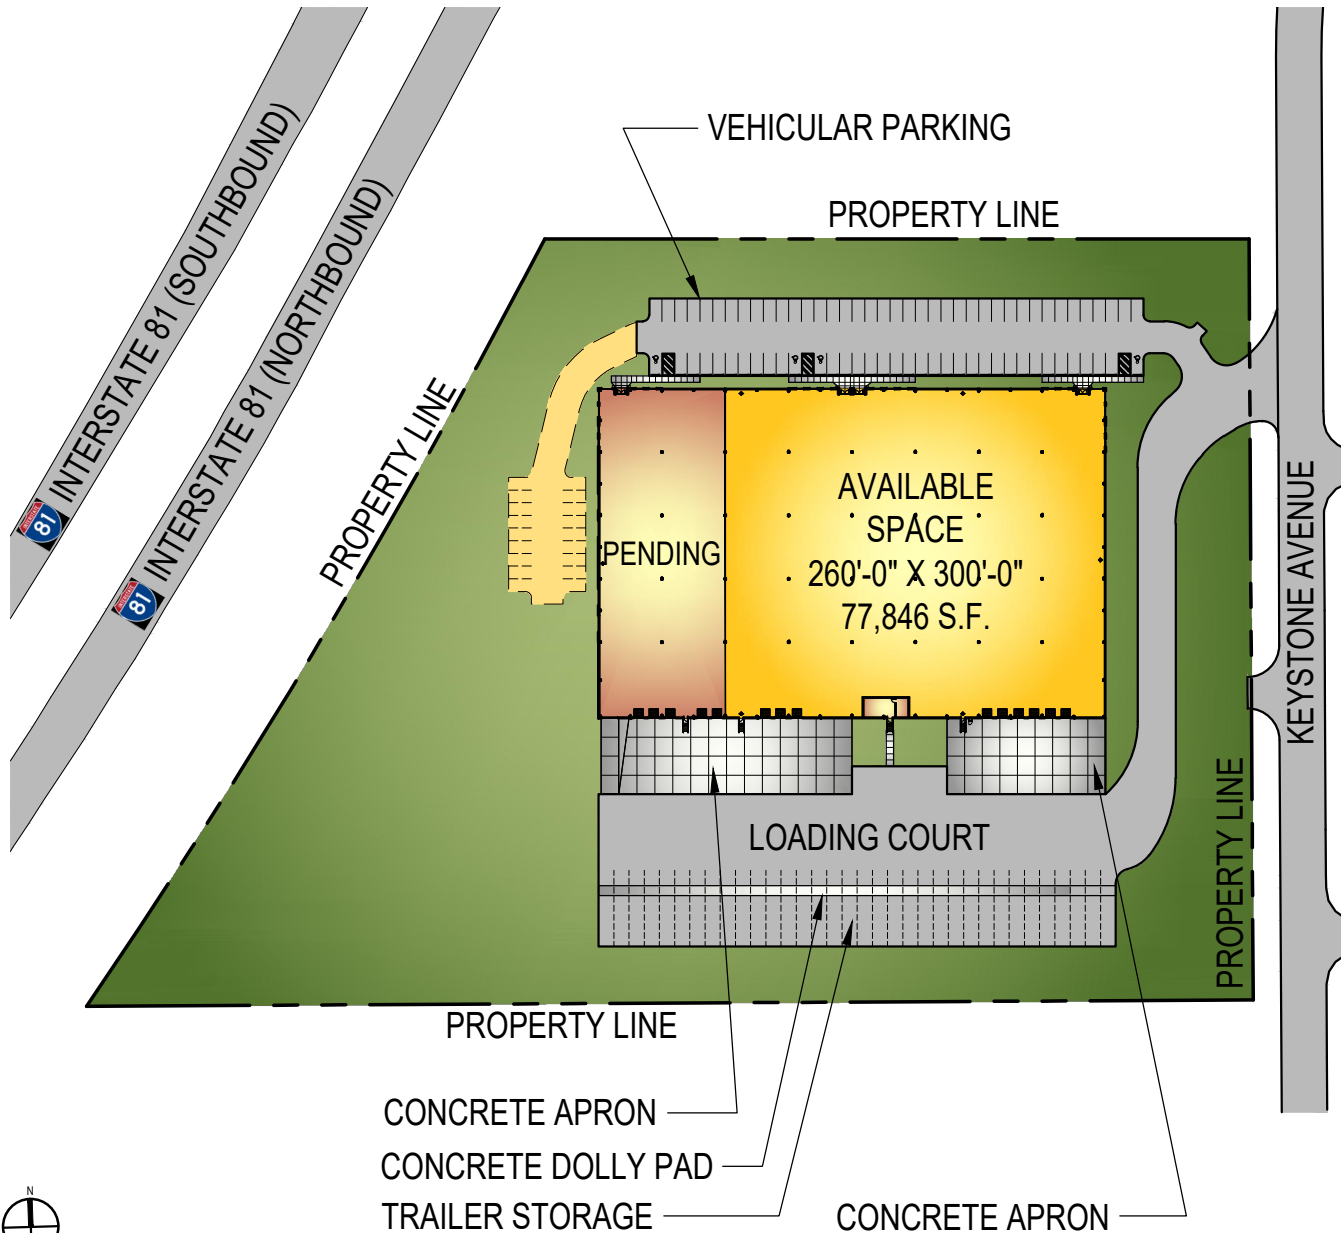 VEHICULAR PARKING
PROPERTY LINE
INTERSTATE 81 (SOUTHBOUND)
81
INTERSTATE 81 (NORTHBOUND)
81
PROPERTY LINE
PENDING
AVAILABLE
SPACE
260'-0" X 300'-0"
77,846 S.F.
KEYSTONE AVENUE
PROPERTY LINE
LOADING COURT
PROPERTY LINE
CONCRETE APRON
CONCRETE DOLLY PAD
TRAILER STORAGE
CONCRETE APRON
N